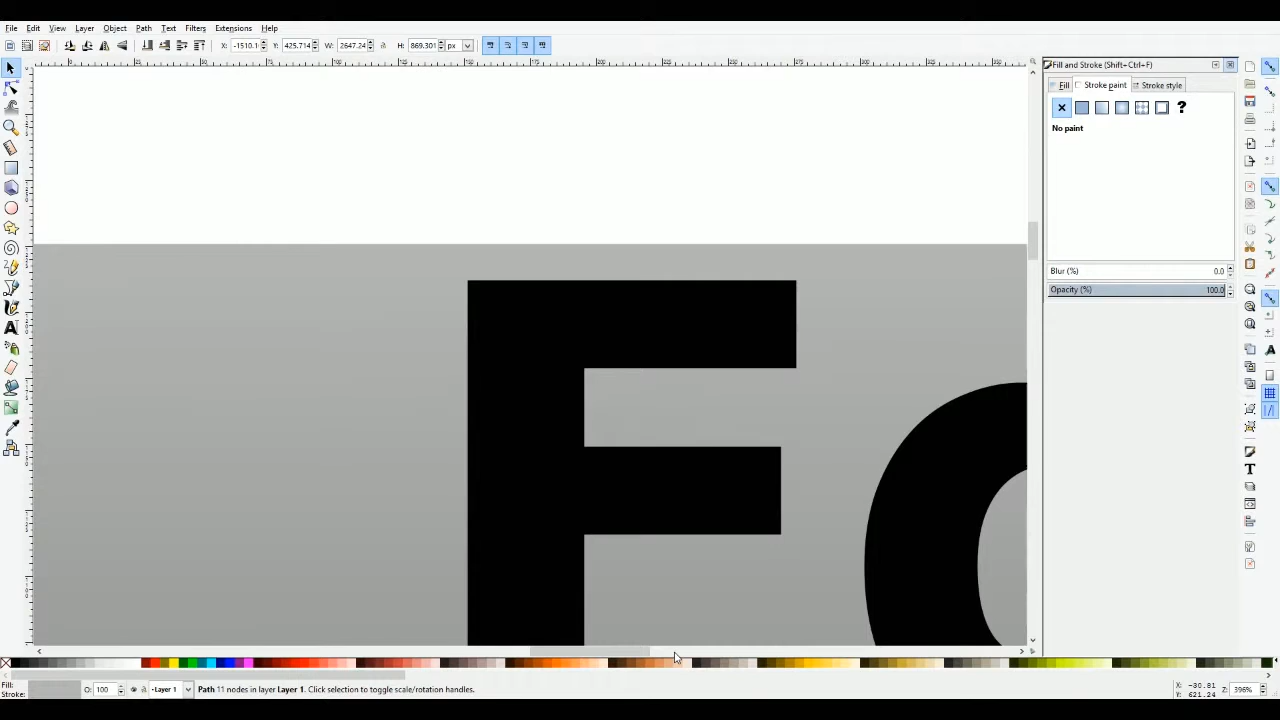 File Edit View Layer Object Path Text Filters Extensions Help
X: -1510.1 Y: 425.714 W: 2647.24 H: 869.301 px
Fill and Stroke (Shift+Ctrl+F)
Fill Stroke paint Stroke style
?
No paint
Blur (%) 0.0
Opacity (%) 100.0
Fo
Fill:
Stroke:
O: 100
Layer 1
Path 11 nodes in layer Layer 1. Click selection to toggle scale/rotation handles.
X: -30.81
Y: 621.24
Z: 396%